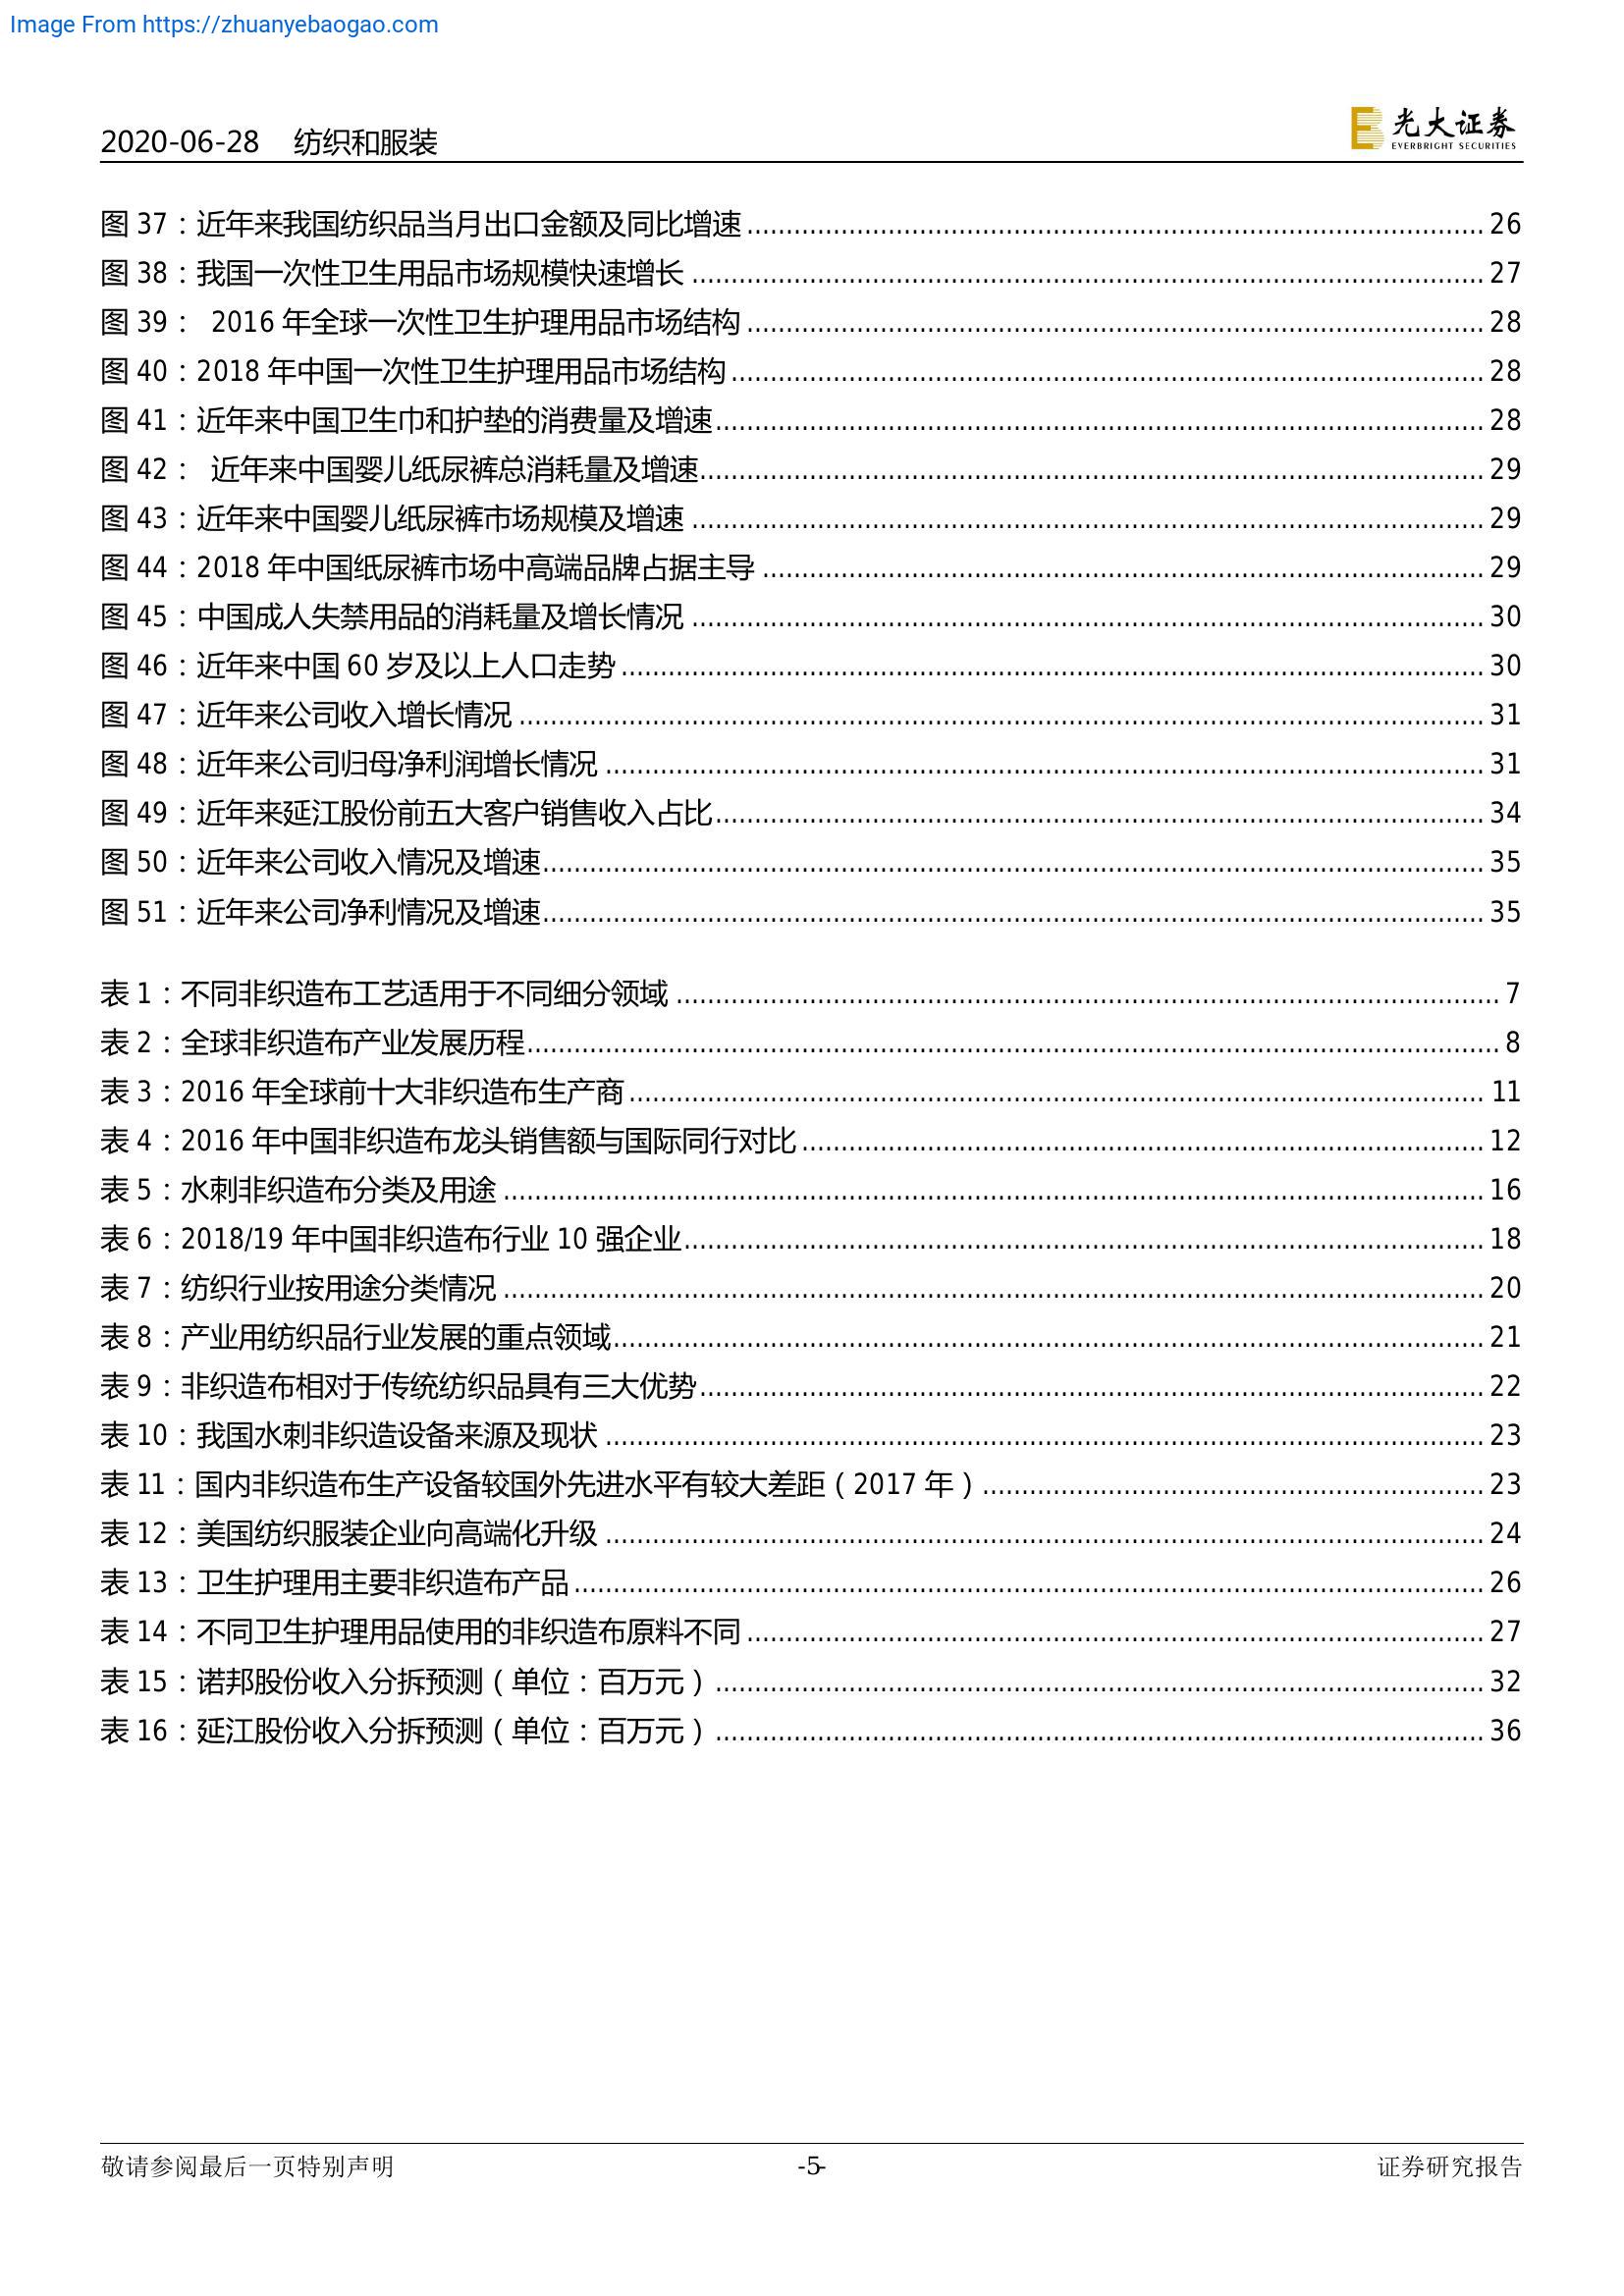 Image From https://zhuanyebaogao.com
2020-06-28 纺织和服装
光大证券
EVERBRIGHT SECURITIES
图 37：近年来我国纺织品当月出口金额及同比增速 26
图 38：我国一次性卫生用品市场规模快速增长 27
图 39： 2016 年全球一次性卫生护理用品市场结构 28
图 40：2018 年中国一次性卫生护理用品市场结构 28
图 41：近年来中国卫生巾和护垫的消费量及增速 28
图 42： 近年来中国婴儿纸尿裤总消耗量及增速 29
图 43：近年来中国婴儿纸尿裤市场规模及增速 29
图 44：2018 年中国纸尿裤市场中高端品牌占据主导 29
图 45：中国成人失禁用品的消耗量及增长情况 30
图 46：近年来中国 60 岁及以上人口走势 30
图 47：近年来公司收入增长情况 31
图 48：近年来公司归母净利润增长情况 31
图 49：近年来延江股份前五大客户销售收入占比 34
图 50：近年来公司收入情况及增速 35
图 51：近年来公司净利情况及增速 35
表 1：不同非织造布工艺适用于不同细分领域 7
表 2：全球非织造布产业发展历程 8
表 3：2016 年全球前十大非织造布生产商 11
表 4：2016 年中国非织造布龙头销售额与国际同行对比 12
表 5：水刺非织造布分类及用途 16
表 6：2018/19 年中国非织造布行业 10 强企业 18
表 7：纺织行业按用途分类情况 20
表 8：产业用纺织品行业发展的重点领域 21
表 9：非织造布相对于传统纺织品具有三大优势 22
表 10：我国水刺非织造设备来源及现状 23
表 11：国内非织造布生产设备较国外先进水平有较大差距（2017 年） 23
表 12：美国纺织服装企业向高端化升级 24
表 13：卫生护理用主要非织造布产品 26
表 14：不同卫生护理用品使用的非织造布原料不同 27
表 15：诺邦股份收入分拆预测（单位：百万元） 32
表 16：延江股份收入分拆预测（单位：百万元） 36
敬请参阅最后一页特别声明 -5- 证券研究报告